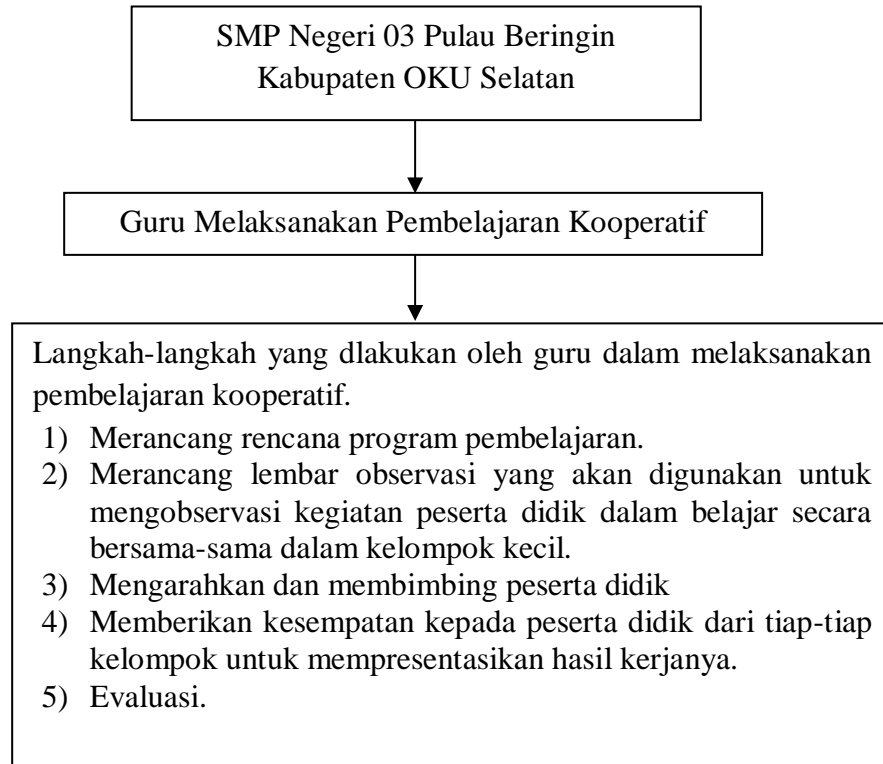 SMP Negeri 03 Pulau Beringin
Kabupaten OKU Selatan
Guru Melaksanakan Pembelajaran Kooperatif
Langkah-langkah yang dlakukan oleh guru dalam melaksanakan
pembelajaran kooperatif.
1) Merancang rencana program pembelajaran.
2) Merancang lembar observasi yang akan digunakan untuk
mengobservasi kegiatan peserta didik dalam belajar secara
bersama-sama dalam kelompok kecil.
3) Mengarahkan dan membimbing peserta didik
4) Memberikan kesempatan kepada peserta didik dari tiap-tiap
kelompok untuk mempresentasikan hasil kerjanya.
5) Evaluasi.